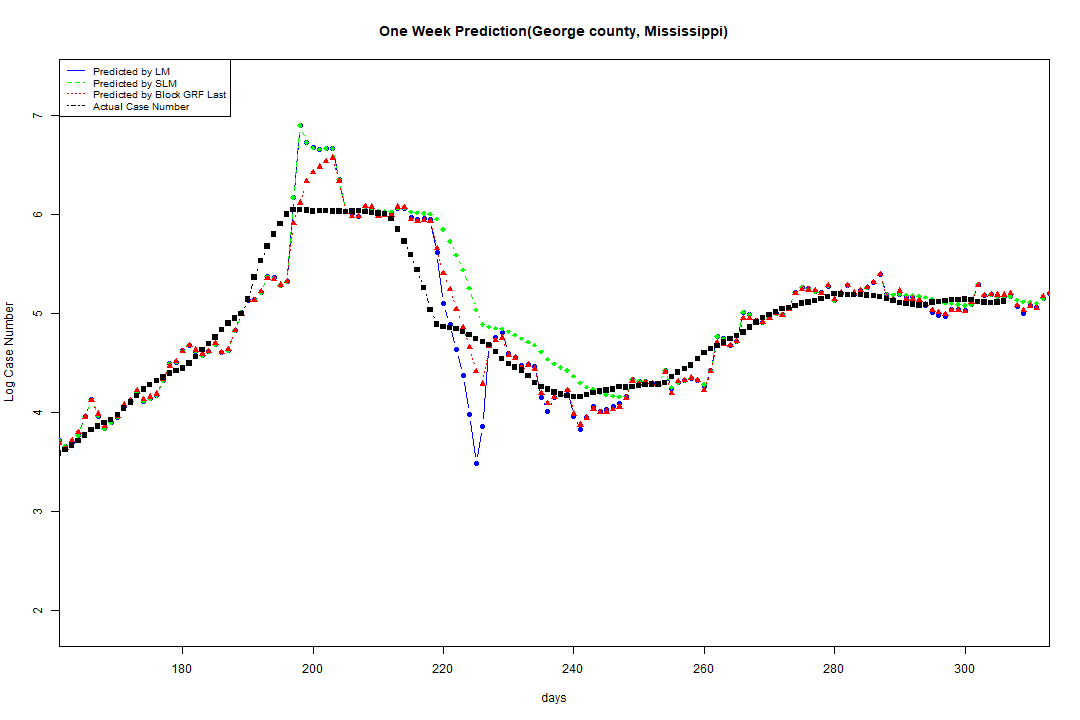 One Week Prediction(George county, Mississippi)
Predicted by LM
Predicted by SLM
Predicted by Block GRF Last
Actual Case Number
7
6
5
4
3
2
Log Case Number
180 200 220 240 260 280 300
days